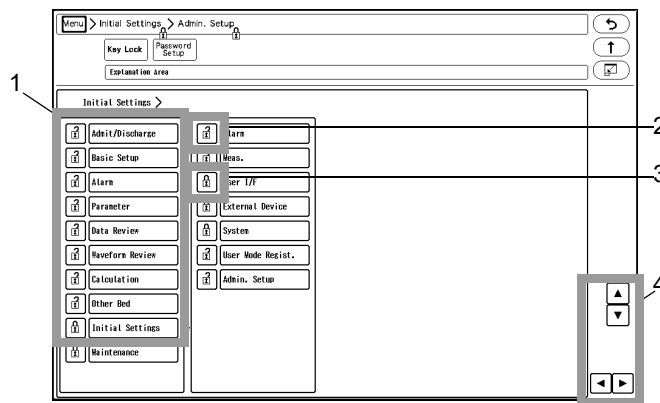 Menu > Initial Settings > Admin. Setup
Key Lock
Password
Setup
Explanation Area
1
Initial Settings >
Admit/Discharge
Basic Setup
Alarm
Parameter
Data Review
Waveform Review
Calculation
Other Bed
Initial Settings
Maintenance
Alarm
Meas.
User I/F
External Device
System
User Mode Regist.
Admin. Setup
2
3
4